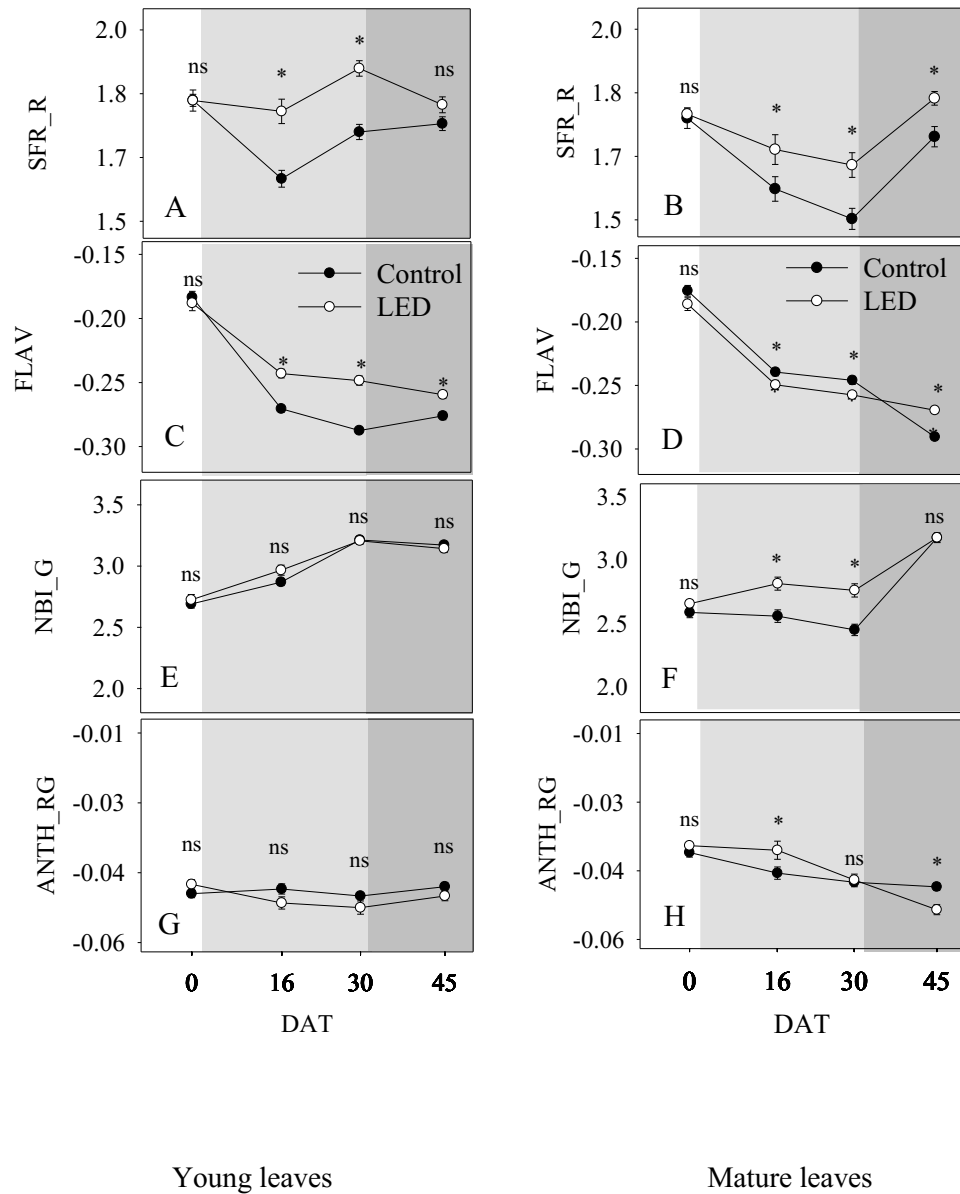 2.0
1.8
1.7
1.5
SFR_R
ns
*
*
ns
A
2.0
1.8
1.7
1.5
SFR_R
ns
*
*
*
B
-0.15
-0.20
-0.25
-0.30
FLAV
ns
Control
LED
*
*
*
C
-0.15
-0.20
-0.25
-0.30
FLAV
ns
Control
LED
*
*
*
*
*
*
D
3.5
3.0
2.5
2.0
NBI_G
ns
ns
ns
ns
E
3.5
3.0
2.5
2.0
NBI_G
ns
*
*
ns
F
-0.01
-0.03
-0.04
-0.06
ANTH_RG
ns
ns
ns
ns
G
0 16 30 45
DAT
-0.01
-0.03
-0.04
-0.06
ANTH_RG
ns
*
ns
*
H
0 16 30 45
DAT
Young leaves
Mature leaves